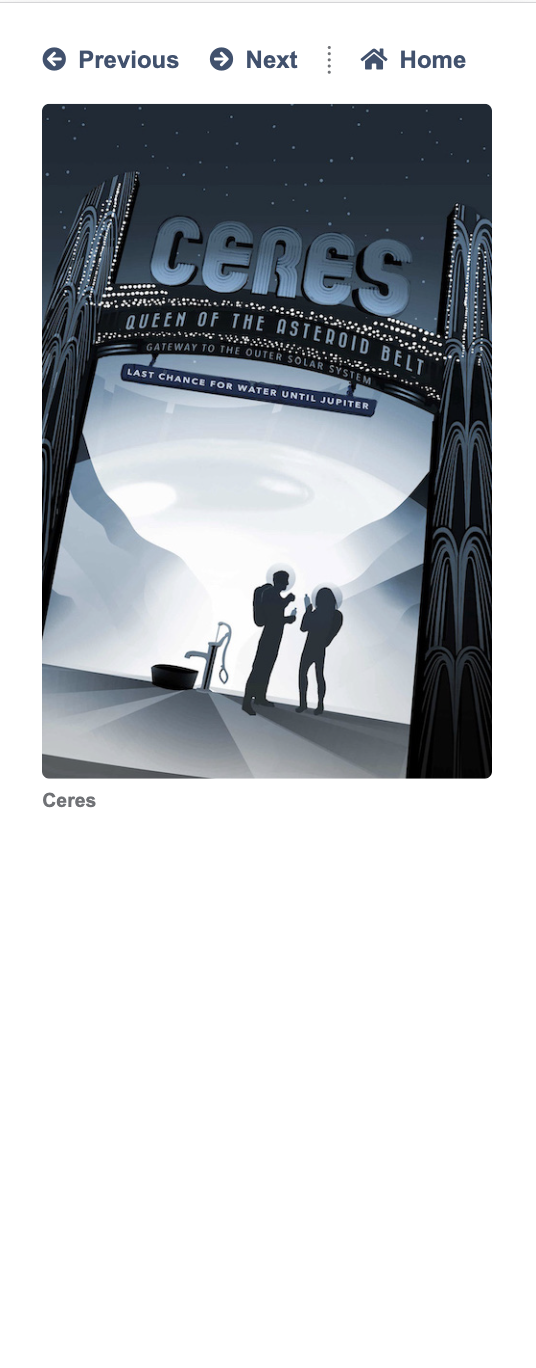 Previous Next Home
CERES
QUEEN OF THE ASTEROID BELT
GATEWAY TO THE OUTER SOLAR SYSTEM
LAST CHANCE FOR WATER UNTIL JUPITER
Ceres